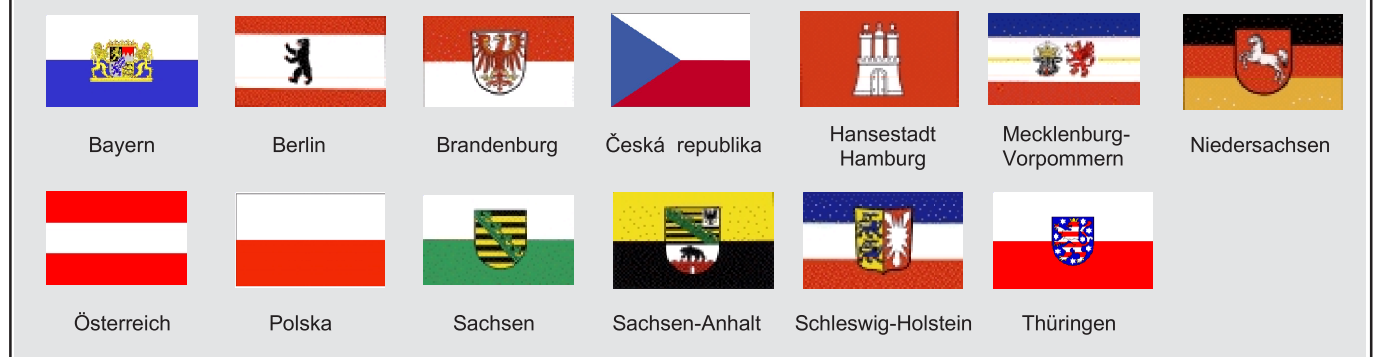 Bayern
Berlin
Brandenburg
Česká republika
Hansestadt
Hamburg
Mecklenburg-
Vorpommern
Niedersachsen
Österreich
Polska
Sachsen
Sachsen-Anhalt
Schleswig-Holstein
Thüringen